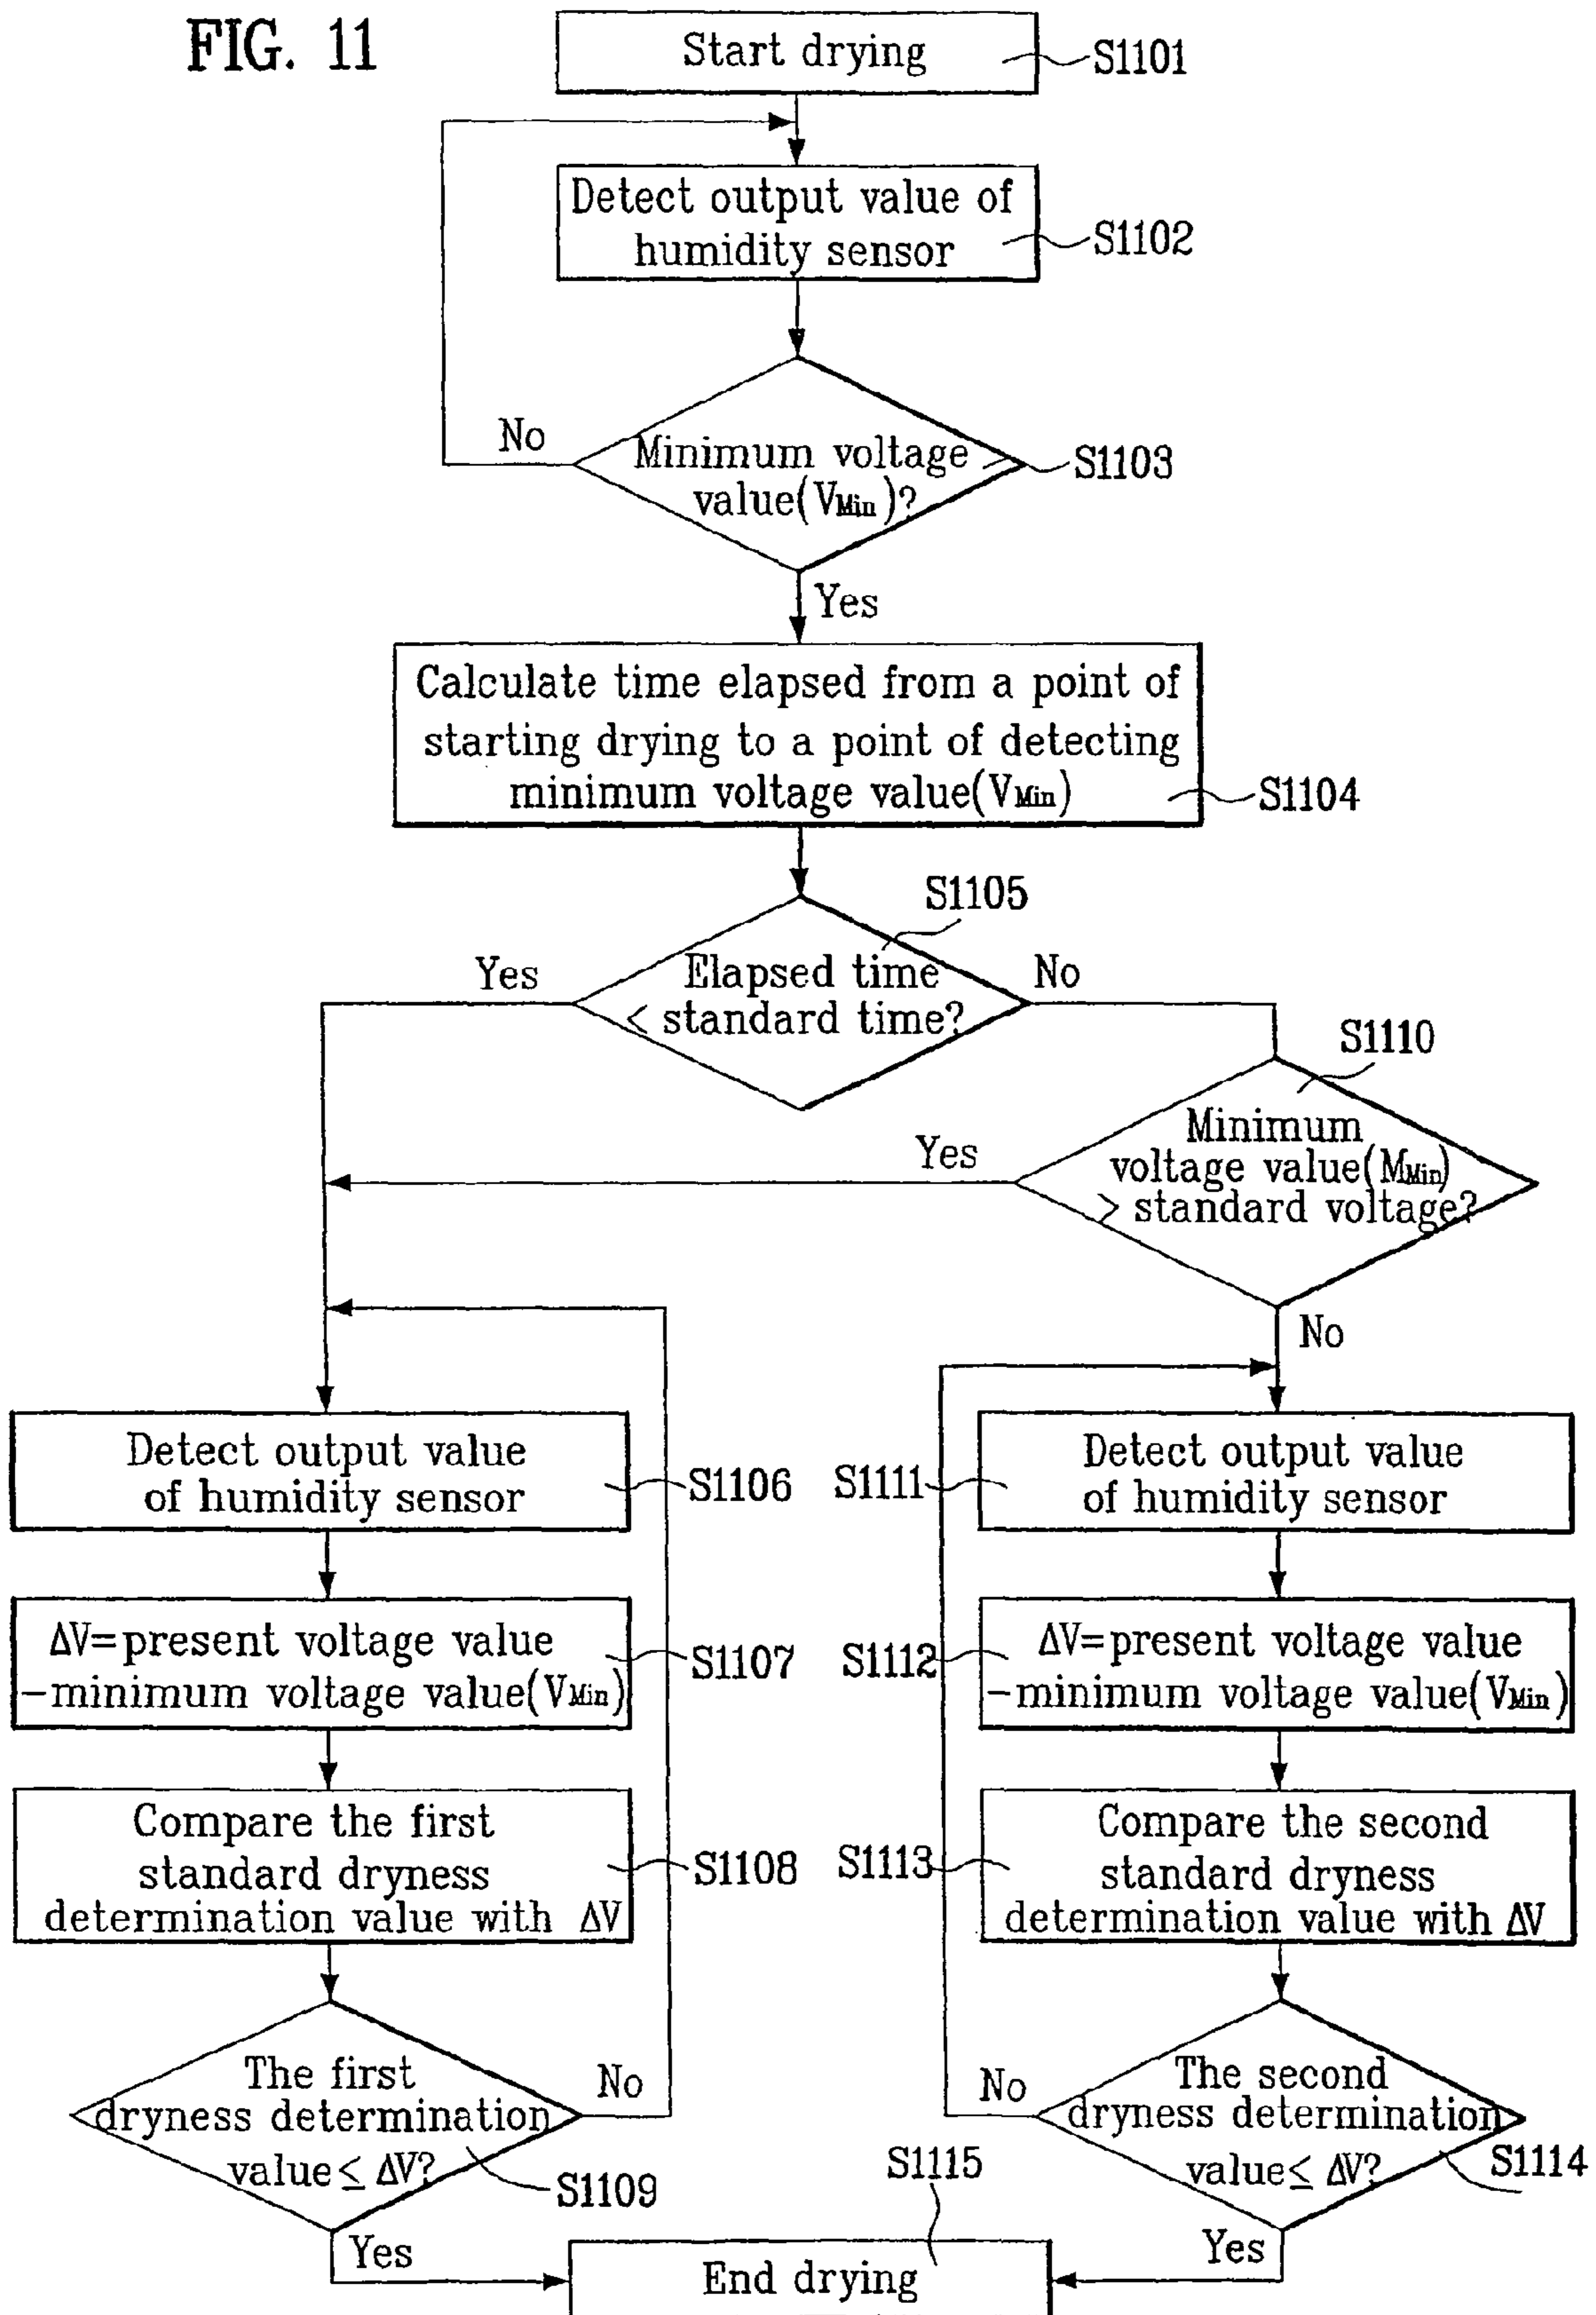 FIG. 11
Start drying
S1101
Detect output value of
humidity sensor
S1102
No
Minimum voltage
value(VMin)?
S1103
Yes
Calculate time elapsed from a point of
starting drying to a point of detecting
minimum voltage value(VMin)
S1104
S1105
Yes
Elapsed time
< standard time?
No
S1110
Minimum
voltage value(MMin)
> standard voltage?
Yes
No
Detect output value
of humidity sensor
S1106
S1111
Detect output value
of humidity sensor
ΔV=present voltage value
-minimum voltage value(VMin)
S1107
S1112
ΔV=present voltage value
-minimum voltage value(VMin)
Compare the first
standard dryness
determination value with ΔV
S1108
S1113
Compare the second
standard dryness
determination value with ΔV
The first
dryness determination
value≤ ΔV?
No
S1109
No
The second
dryness determination
value≤ ΔV?
S1114
S1115
Yes
End drying
Yes